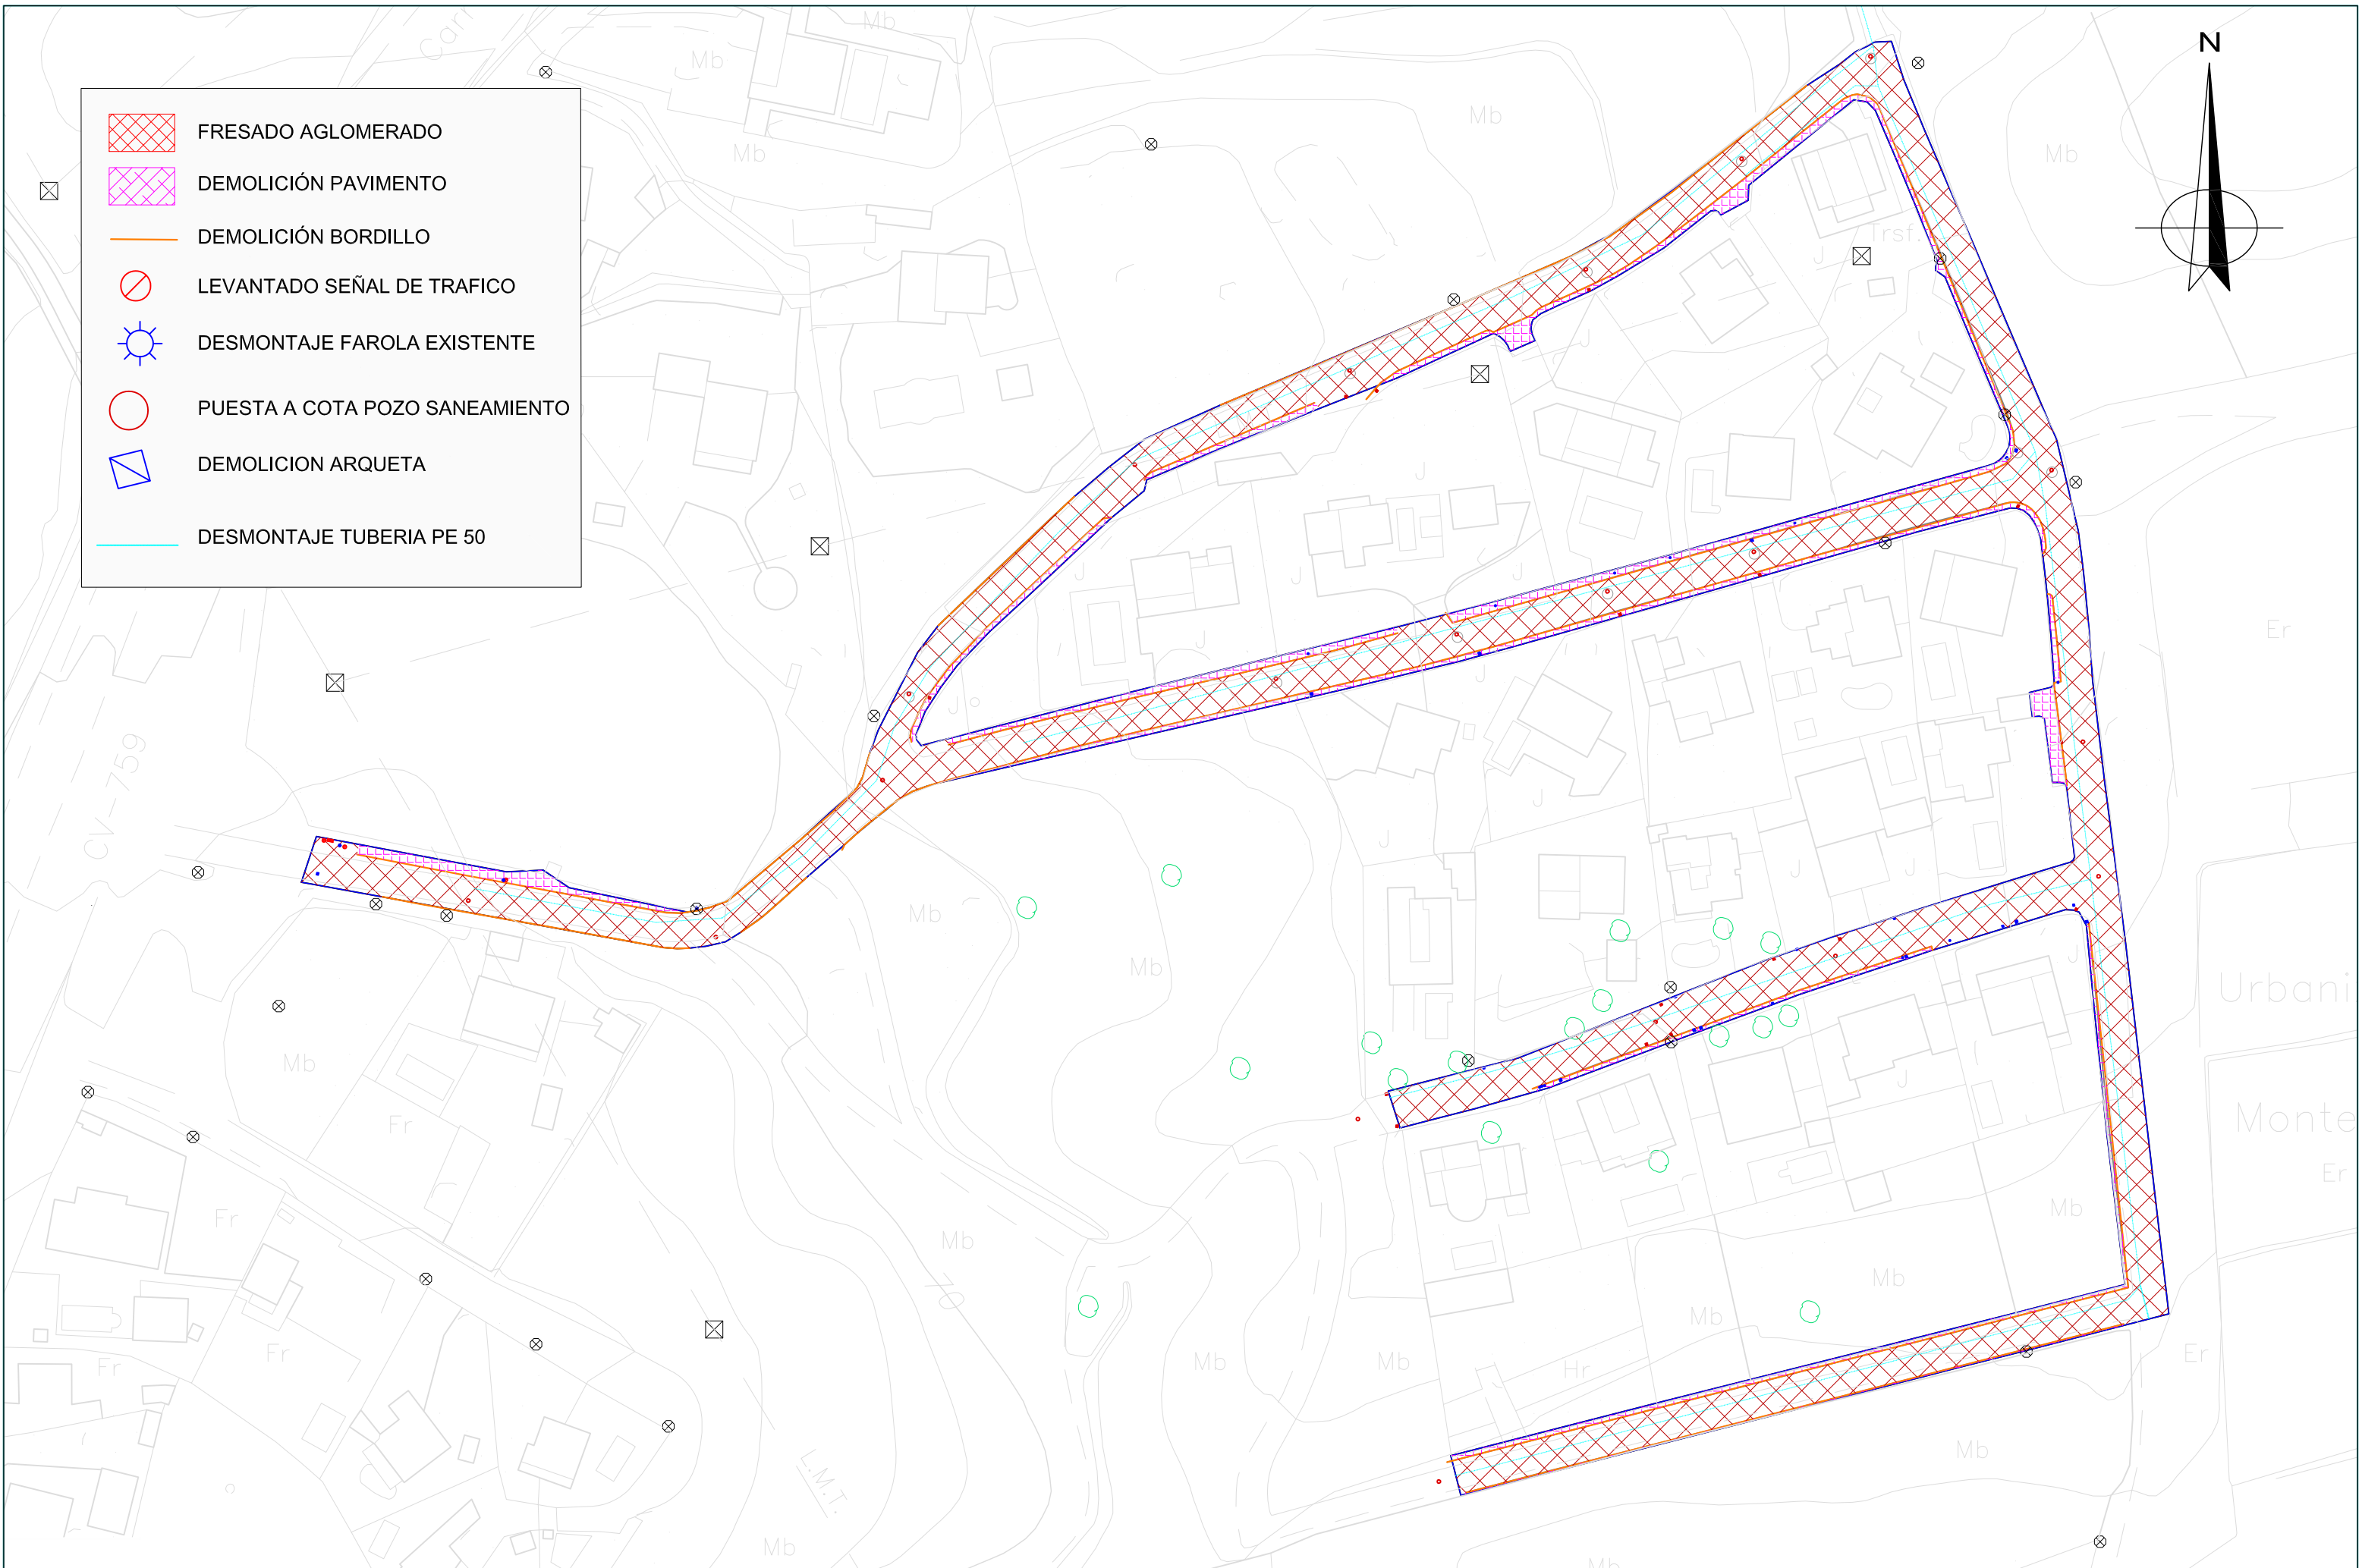 Mb
Mb
N
FRESADO AGLOMERADO
Mb
Mb
Mb
DEMOLICIÓN PAVIMENTO
DEMOLICIÓN BORDILLO
Trsf.
J
LEVANTADO SEÑAL DE TRAFICO
DESMONTAJE FAROLA EXISTENTE
J
PUESTA A COTA POZO SANEAMIENTO
DEMOLICION ARQUETA
J
J
DESMONTAJE TUBERIA PE 50
J
J
J
J
Er
J
J
J
CV-759
J
J
J
J
Mb
J
Mb
Urbani
Mb
J
Monte
Fr
Er
Fr
Mb
Mb
Mb
Mb
Fr
Fr
Mb
Mb
Hr
Er
Mb
L.M.T.
Mb
Mb